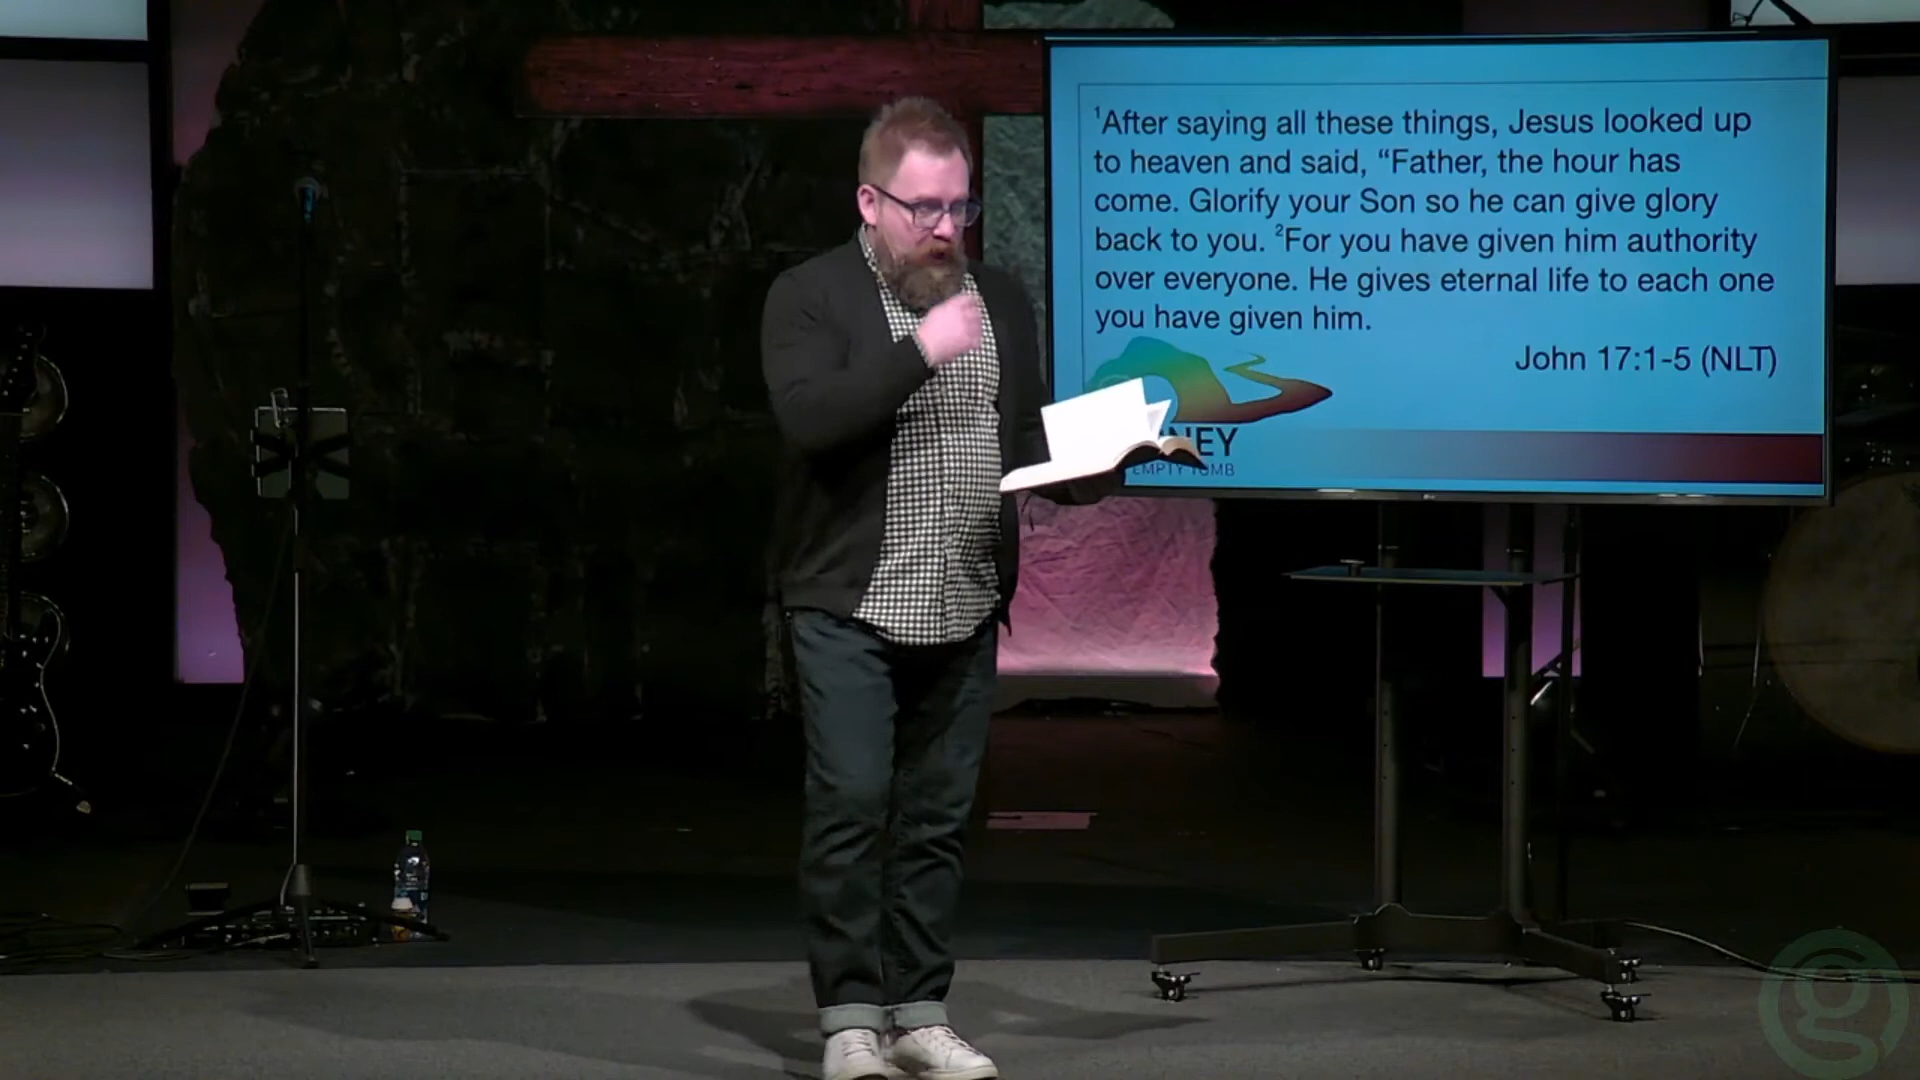 ¹After saying all these things, Jesus looked up
to heaven and said, “Father, the hour has
come. Glorify your Son so he can give glory
back to you. ²For you have given him authority
over everyone. He gives eternal life to each one
you have given him.
John 17:1-5 (NLT)
NEY
EMPTY TOMB
LG
g